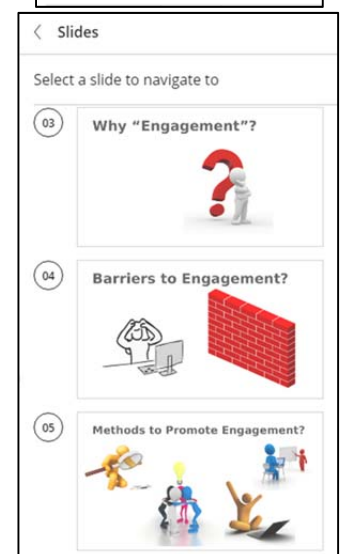 < Slides
Select a slide to navigate to
03
Why “Engagement”?
04
Barriers to Engagement?
05
Methods to Promote Engagement?